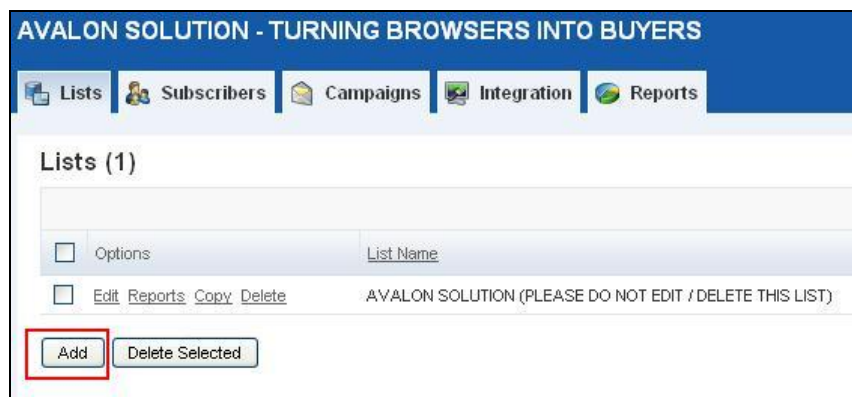 AVALON SOLUTION - TURNING BROWSERS INTO BUYERS
Lists Subscribers Campaigns Integration Reports
Lists (1)
Options List Name
Edit Reports Copy Delete AVALON SOLUTION (PLEASE DO NOT EDIT / DELETE THIS LIST)
Add Delete Selected